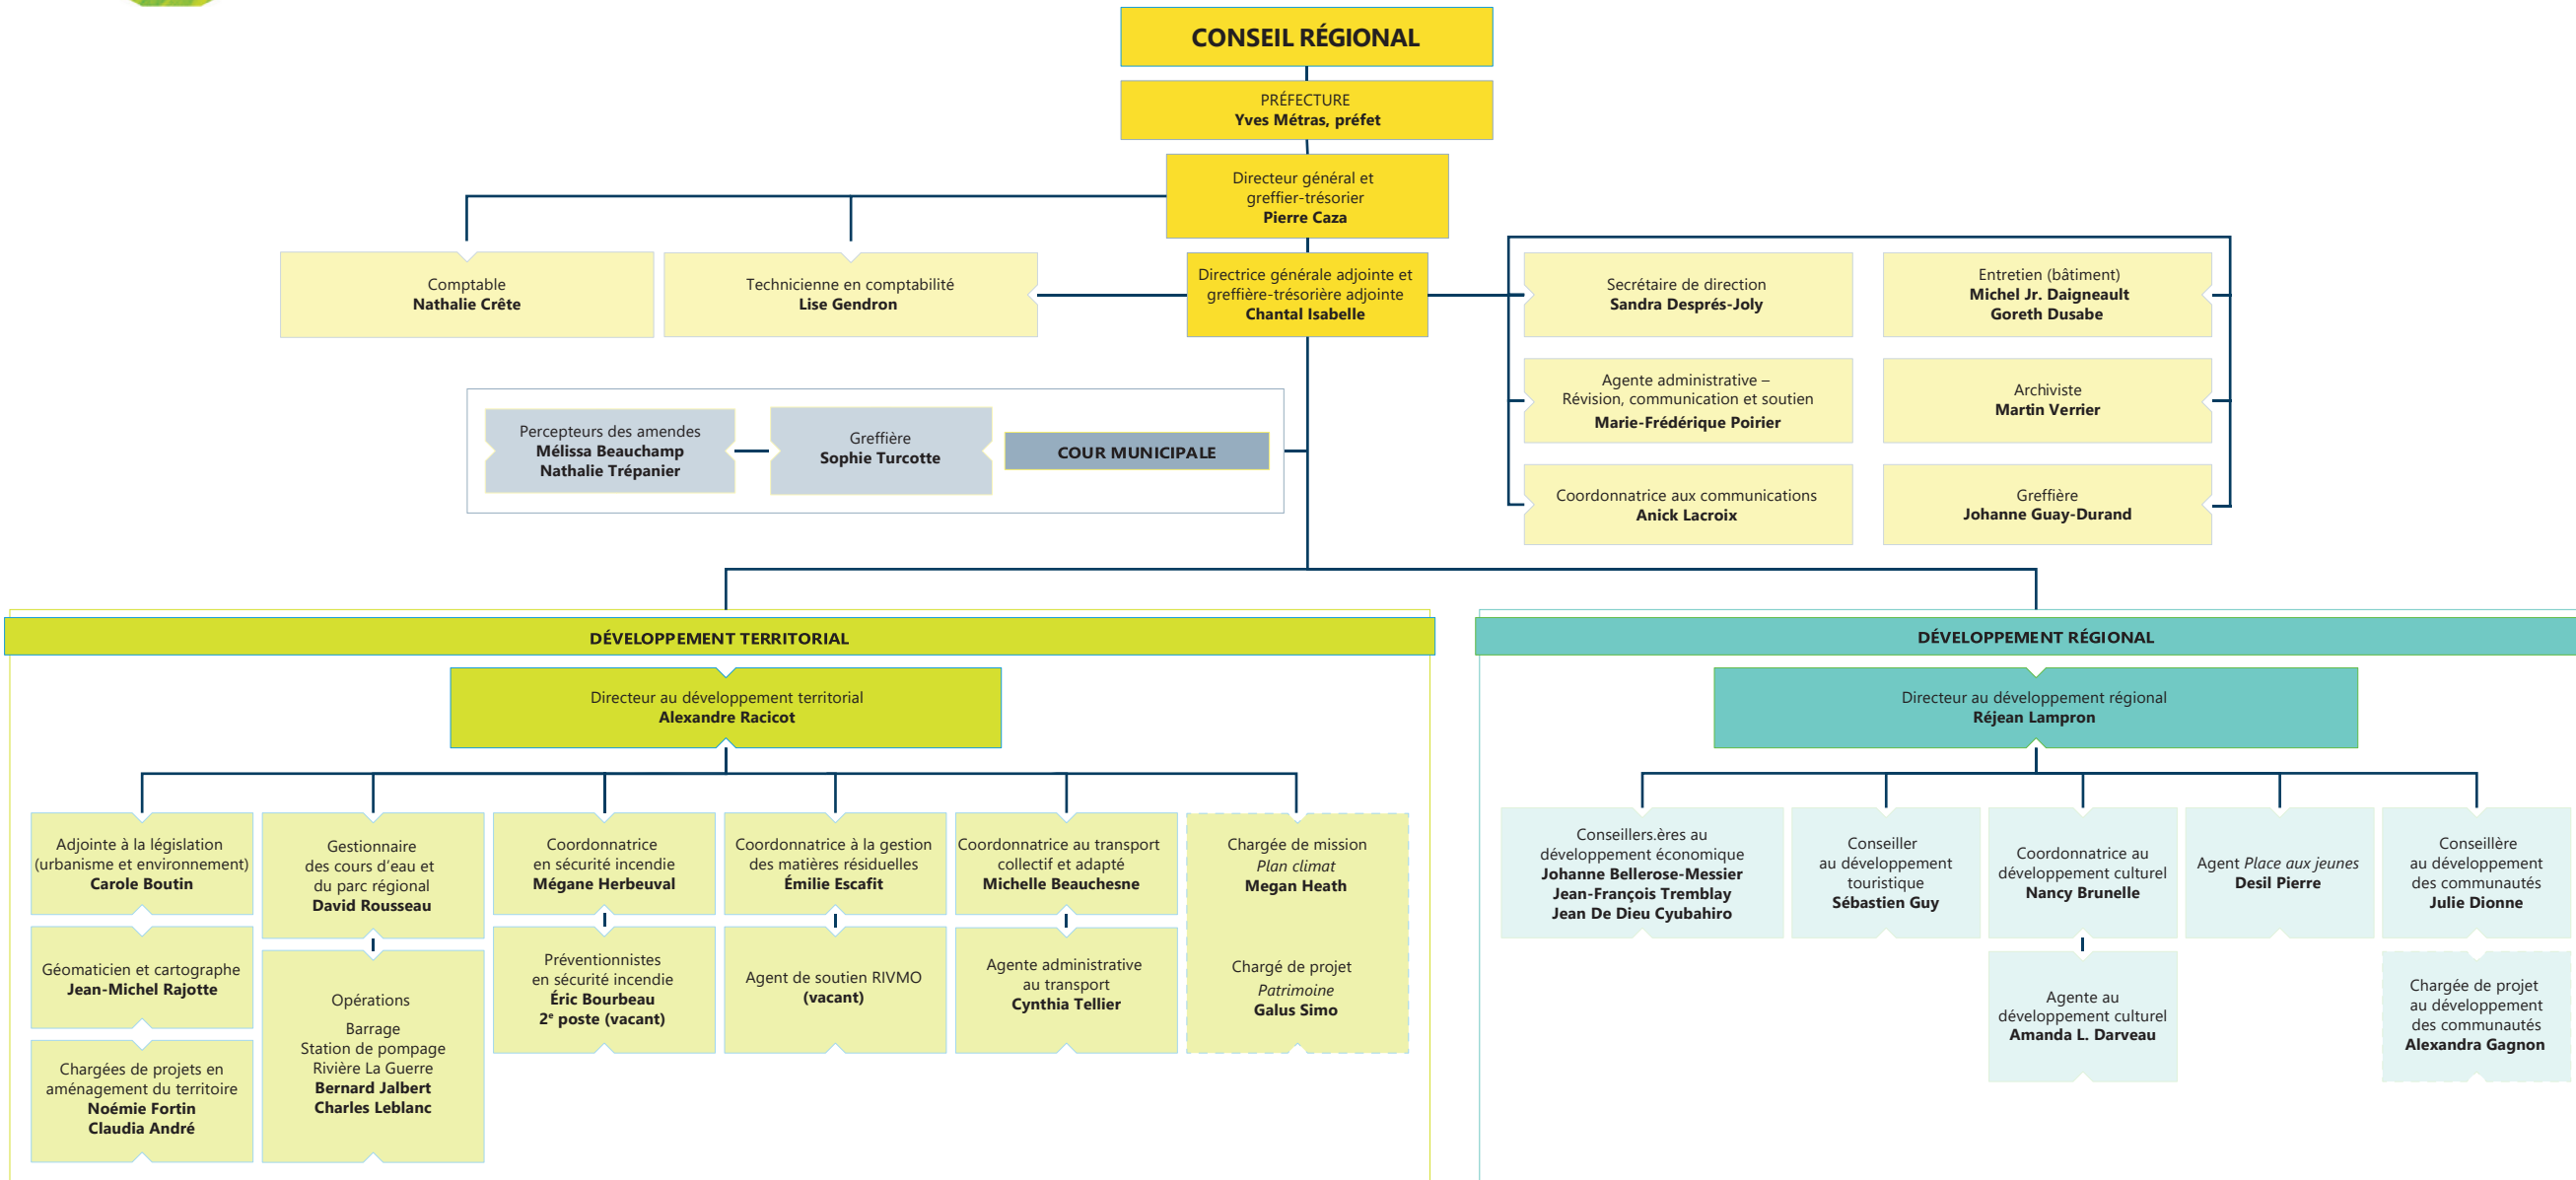 CONSEIL RÉGIONAL
PRÉFECTURE
Yves Métras, préfet
Directeur général et
greffier-trésorier
Pierre Caza
Comptable
Nathalie Crête
Technicienne en comptabilité
Lise Gendron
Directrice générale adjointe et
greffière-trésorière adjointe
Chantal Isabelle
Secrétaire de direction
Sandra Després-Joly
Entretien (bâtiment)
Michel Jr. Daigneault
Goreth Dusabe
Agente administrative –
Révision, communication et soutien
Marie-Frédérique Poirier
Archiviste
Martin Verrier
Coordonnatrice aux communications
Anick Lacroix
Greffière
Johanne Guay-Durand
Percepteurs des amendes
Mélissa Beauchamp
Nathalie Trépanier
Greffière
Sophie Turcotte
COUR MUNICIPALE
DÉVELOPPEMENT TERRITORIAL
Directeur au développement territorial
Alexandre Racicot
Adjointe à la législation
(urbanisme et environnement)
Carole Boutin
Géomaticien et cartographe
Jean-Michel Rajotte
Chargées de projets en
aménagement du territoire
Noémie Fortin
Claudia André
Gestionnaire
des cours d'eau et
du parc régional
David Rousseau
Opérations
Barrage
Station de pompage
Rivière La Guerre
Bernard Jalbert
Charles Leblanc
Coordonnatrice
en sécurité incendie
Mégane Herbeuval
Préventionnistes
en sécurité incendie
Éric Bourbeau
2e poste (vacant)
Coordonnatrice à la gestion
des matières résiduelles
Émilie Escafit
Agent de soutien RIVMO
(vacant)
Coordonnatrice au transport
collectif et adapté
Michelle Beauchesne
Agente administrative
au transport
Cynthia Tellier
Chargée de mission
Plan climat
Megan Heath
Chargé de projet
Patrimoine
Galus Simo
DÉVELOPPEMENT RÉGIONAL
Directeur au développement régional
Réjean Lampron
Conseillers.ères au
développement économique
Johanne Bellerose-Messier
Jean-François Tremblay
Jean De Dieu Cyubahiro
Conseiller
au développement
touristique
Sébastien Guy
Coordonnatrice au
développement culturel
Nancy Brunelle
Agente au
développement culturel
Amanda L. Darveau
Agent Place aux jeunes
Desil Pierre
Conseillère
au développement
des communautés
Julie Dionne
Chargée de projet
au développement
des communautés
Alexandra Gagnon